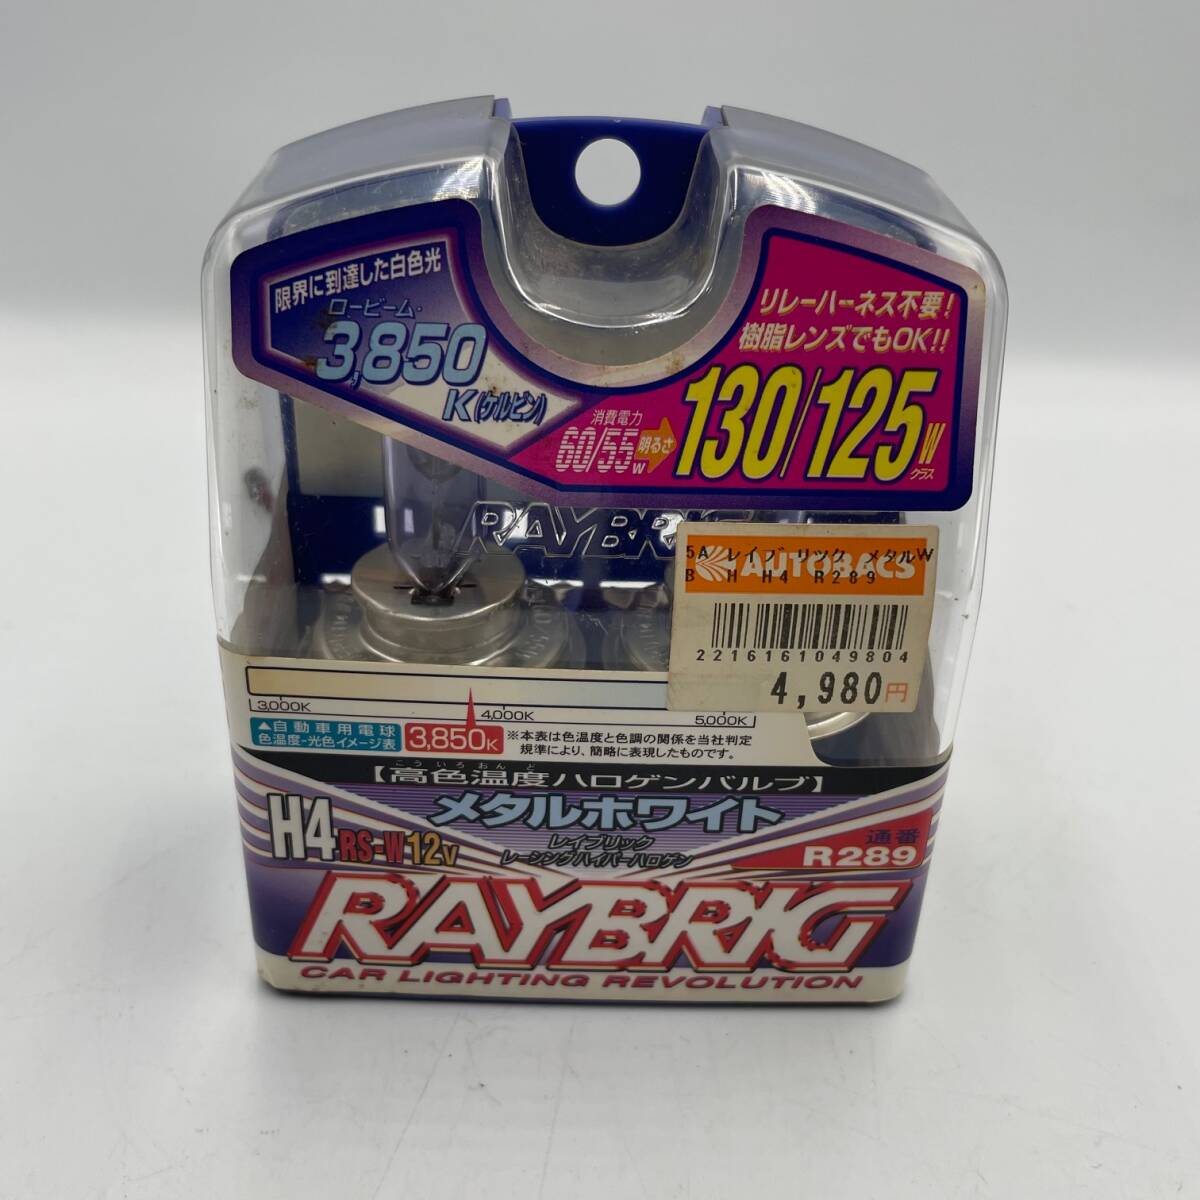 限界に到達した白色光
ロービーム・
3,850
K(ケルビン)
リレーハーネス不要!
樹脂レンズでもOK!!
消費電力
60/55W
明るさ
130/125W
クラス
RAYBRIG
5A レイブ リック メタルW
B H H4 R289
AUTOBACS
2216161049804
4,980円
3,000K
4,000K
5,000K
▲自動車用電球
色温度-光色イメージ表
3,850K
※本表は色温度と色調の関係を当社判定
規準により、簡略に表現したものです。
こういろおんど
【高色温度ハロゲンバルブ】
メタルホワイト
H4 RS-W 12V
レイブリック
レーシングハイパーハロゲン
通番
R289
RAYBRIG
CAR LIGHTING REVOLUTION